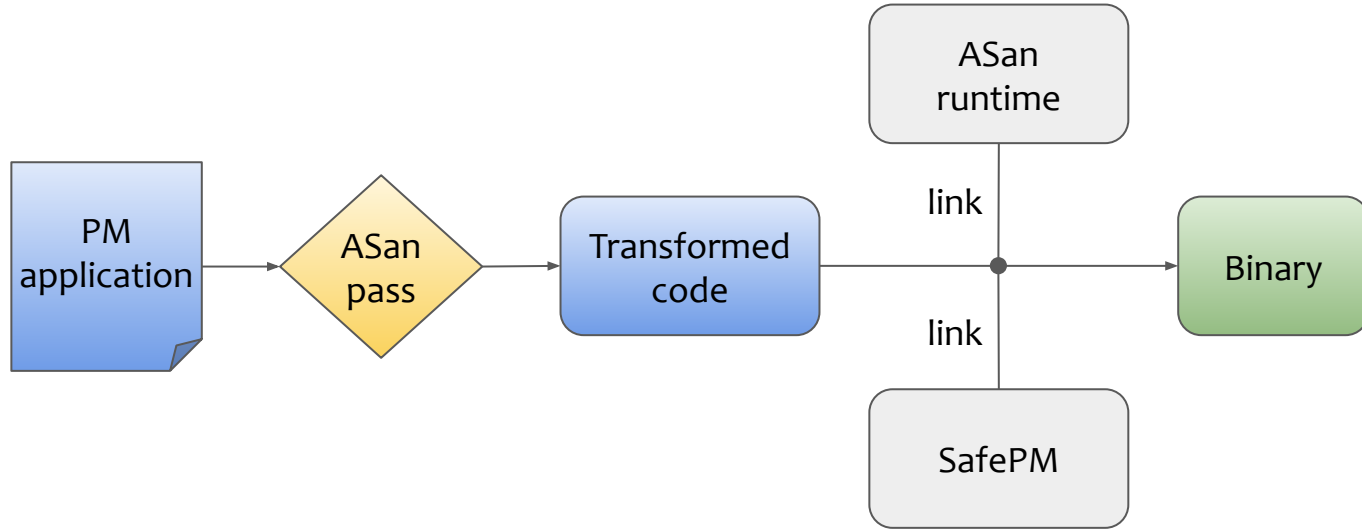 PM
application
ASan
pass
Transformed
code
ASan
runtime
link
link
SafePM
Binary